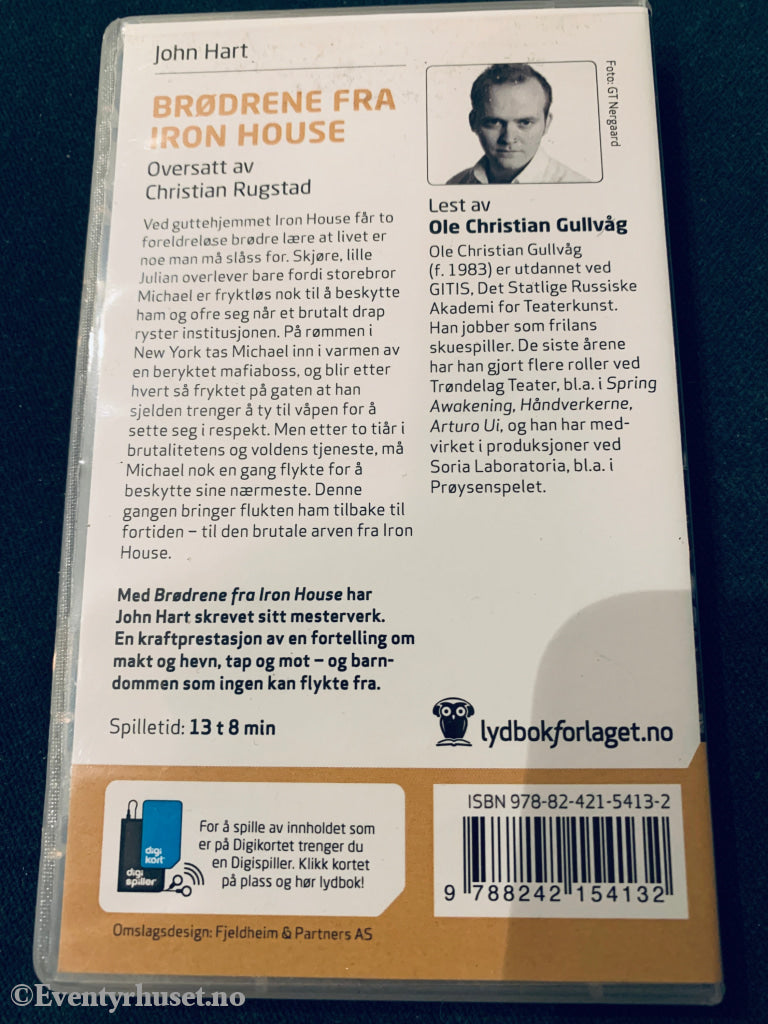 John Hart
BRØDRENE FRA
IRON HOUSE
Oversatt av
Christian Rugstad
Ved guttehjemmet Iron House får to
foreldreløse brødre lære at livet er
noe man må slåss for. Skjøre, lille
Julian overlever bare fordi storebror
Michael er fryktløs nok til å beskytte
ham og ofre seg når et brutalt drap
ryster institusjonen. På rømmen i
New York tas Michael inn i varmen av
en beryktet mafiaboss, og blir etter
hvert så fryktet på gaten at han
sjelden trenger å ty til våpen for å
sette seg i respekt. Men etter to tiår i
brutalitetens og voldens tjeneste, må
Michael nok en gang flykte for å
beskytte sine nærmeste. Denne
gangen bringer flukten ham tilbake til
fortiden – til den brutale arven fra Iron
House.
Med Brødrene fra Iron House har
John Hart skrevet sitt mesterverk.
En kraftprestasjon av en fortelling om
makt og hevn, tap og mot – og barn-
dommen som ingen kan flykte fra.
Spilletid: 13 t 8 min
Foto: GT Nergaard
Lest av
Ole Christian Gullvåg
Ole Christian Gullvåg
(f. 1983) er utdannet ved
GITIS, Det Statlige Russiske
Akademi for Teaterkunst.
Han jobber som frilans
skuespiller. De siste årene
har han gjort flere roller ved
Trøndelag Teater, bl.a. i Spring
Awakening, Håndverkerne,
Arturo Ui, og han har med-
virket i produksjoner ved
Soria Laboratoria, bl.a. i
Prøysenspelet.
lydbokforlaget.no
digi
kort
digi
spiller
For å spille av innholdet som
er på Digikortet trenger du
en Digispiller. Klikk kortet
på plass og hør lydbok!
ISBN 978-82-421-5413-2
9 788242 154132
Omslagsdesign: Fjeldheim & Partners AS
©Eventyrhuset.no